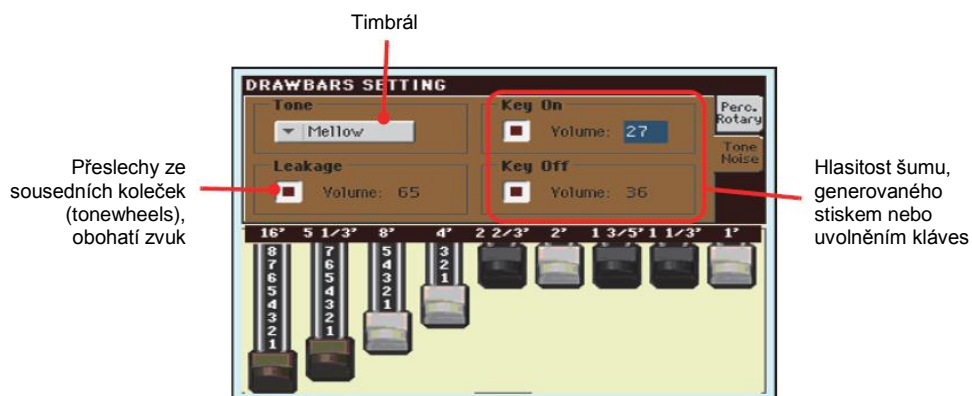 Timbrál
DRAWBARS SETTING
Tone
Mellow
Key On
Volume: 27
Perc.
Rotary
Tone
Noise
Leakage
Volume: 65
Key Off
Volume: 36
Přeslechy ze
sousedních koleček
(tonewheels),
obohatí zvuk
Hlasitost šumu,
generovaného
stiskem nebo
uvolněním kláves
16' 5 1/3' 8' 4' 2 2/3' 2' 1 3/5' 1 1/3' 1'
8
7
6
5
4
3
2
1
7
6
5
4
3
2
1
5
4
3
2
1
3
2
1